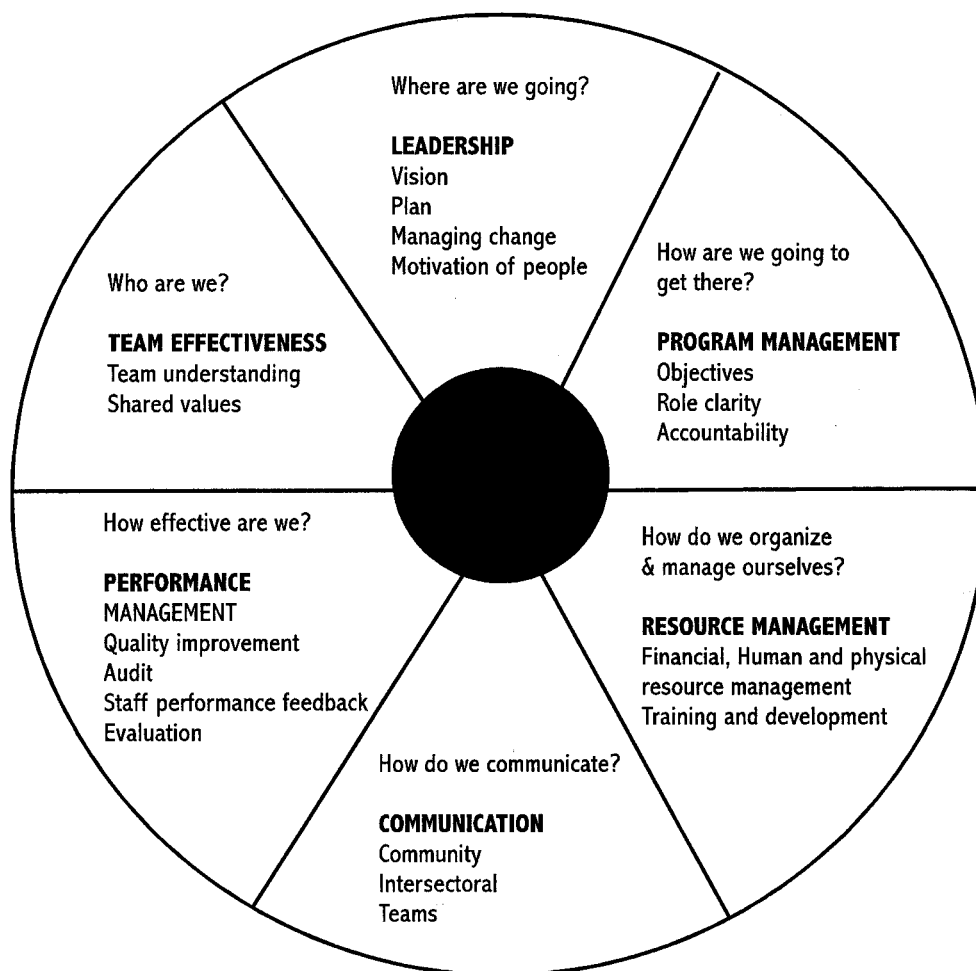 Where are we going?
LEADERSHIP
Vision
Plan
Managing change
Motivation of people
How are we going to
get there?
PROGRAM MANAGEMENT
Objectives
Role clarity
Accountability
How do we organize
& manage ourselves?
RESOURCE MANAGEMENT
Financial, Human and physical
resource management
Training and development
How do we communicate?
COMMUNICATION
Community
Intersectoral
Teams
How effective are we?
PERFORMANCE
MANAGEMENT
Quality improvement
Audit
Staff performance feedback
Evaluation
Who are we?
TEAM EFFECTIVENESS
Team understanding
Shared values